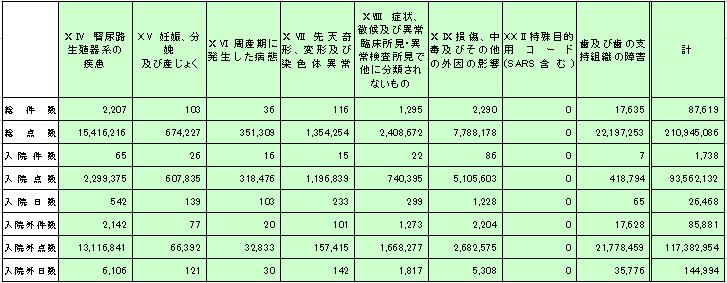 ⅩⅣ 腎尿路 ⅩⅤ 妊娠、分 ⅩⅥ 周産期に ⅩⅦ 先天奇 ⅩⅧ 症状、 ⅩⅨ損傷、中 ⅩⅩⅡ特殊目的 歯及び歯の支 計
生殖器系の 娩 発生した病態 形、変形及び 徴候及び異常 毒及びその他 用コード 持組織の障害
疾患 及び産じょく 染色体異常 臨床所見・異 の外因の影響 (SARS含む)
常検査所見で
他に分類され
ないもの
総件数 2,207 103 36 116 1,295 2,290 0 17,635 87,619
総点数 15,416,216 674,227 351,309 1,354,254 2,408,672 7,788,178 0 22,197,253 210,945,086
入院件数 65 26 16 15 22 86 0 7 1,738
入院点数 2,299,375 607,835 318,476 1,196,839 740,395 5,105,603 0 418,794 93,562,132
入院日数 542 139 103 233 299 1,228 0 65 26,468
入院外件数 2,142 77 20 101 1,273 2,204 0 17,628 85,881
入院外点数 13,116,841 66,392 32,833 157,415 1,668,277 2,682,575 0 21,778,459 117,382,954
入院外日数 6,106 121 30 142 1,817 5,308 0 35,776 144,994